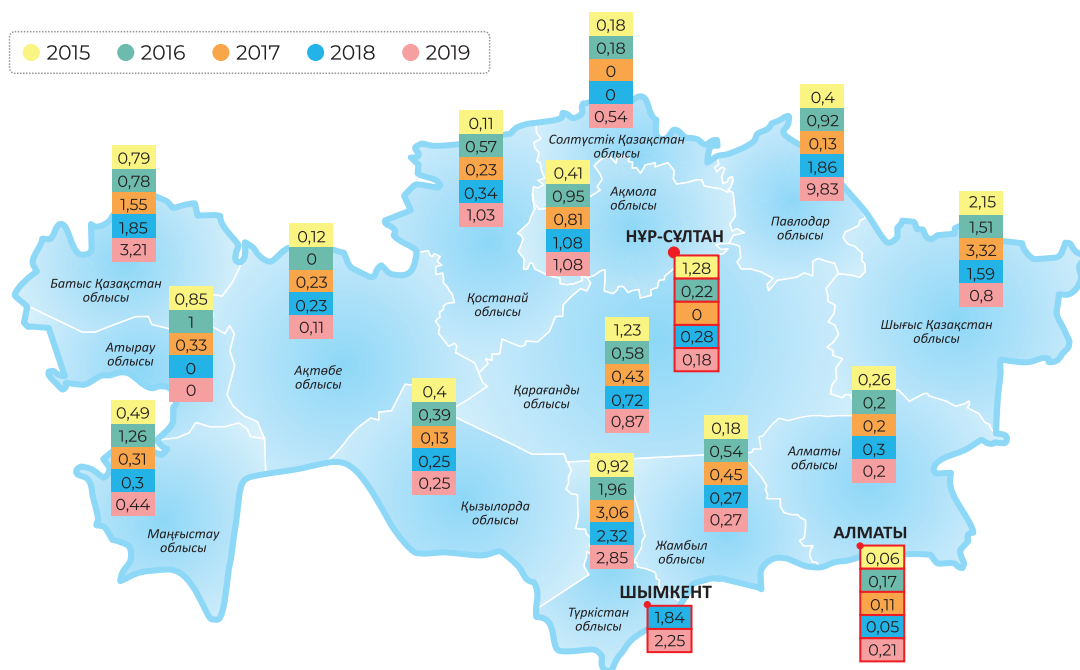 2015 2016 2017 2018 2019
0,18
0,18
0
0
0,54
Солтүстік Қазақстан
облысы
0,4
0,92
0,13
1,86
9,83
Павлодар
облысы
0,11
0,57
0,23
0,34
1,03
Қостанай
облысы
0,79
0,78
1,55
1,85
3,21
Батыс Қазақстан
облысы
0,41
0,95
0,81
1,08
1,08
Ақмола
облысы
2,15
1,51
3,32
1,59
0,8
Шығыс Қазақстан
облысы
НҰР-СҰЛТАН
1,28
0,22
0
0,28
0,18
0,12
0
0,23
0,23
0,11
Ақтөбе
облысы
0,85
1
0,33
0
0
Атырау
облысы
1,23
0,58
0,43
0,72
0,87
Қарағанды
облысы
0,26
0,2
0,2
0,3
0,2
Алматы
облысы
0,4
0,39
0,13
0,25
0,25
Қызылорда
облысы
0,49
1,26
0,31
0,3
0,44
Маңғыстау
облысы
0,18
0,54
0,45
0,27
0,27
Жамбыл
облысы
0,92
1,96
3,06
2,32
2,85
Түркістан
облысы
АЛМАТЫ
0,06
0,17
0,11
0,05
0,21
ШЫМКЕНТ
1,84
2,25